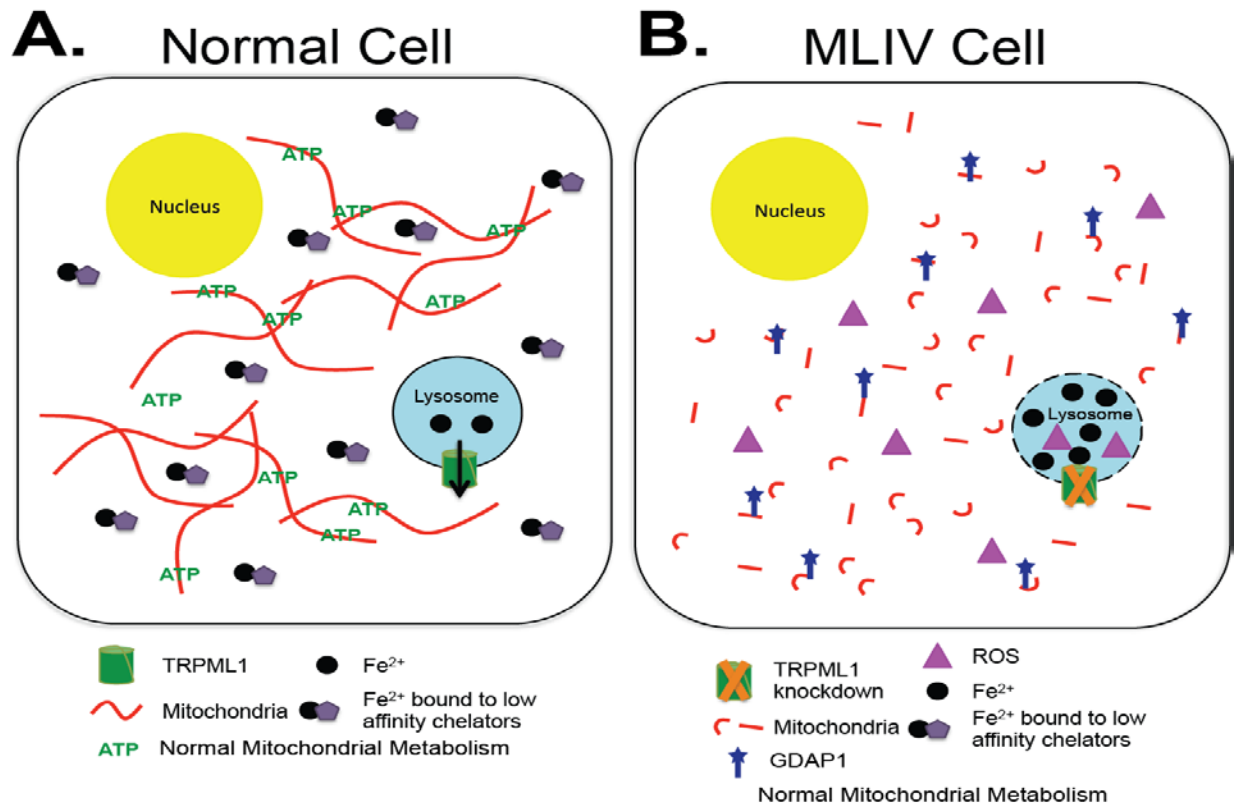 A. Normal Cell
B. MLIV Cell
Nucleus
ATP
ATP
ATP
ATP
ATP
ATP
ATP
Lysosome
ATP
ATP
ATP
ATP
TRPML1
Fe²⁺
Mitochondria
Fe²⁺ bound to low
affinity chelators
ATP Normal Mitochondrial Metabolism
Nucleus
Lysosome
TRPML1
knockdown
ROS
Fe²⁺
Mitochondria
Fe²⁺ bound to low
affinity chelators
GDAP1
Normal Mitochondrial Metabolism